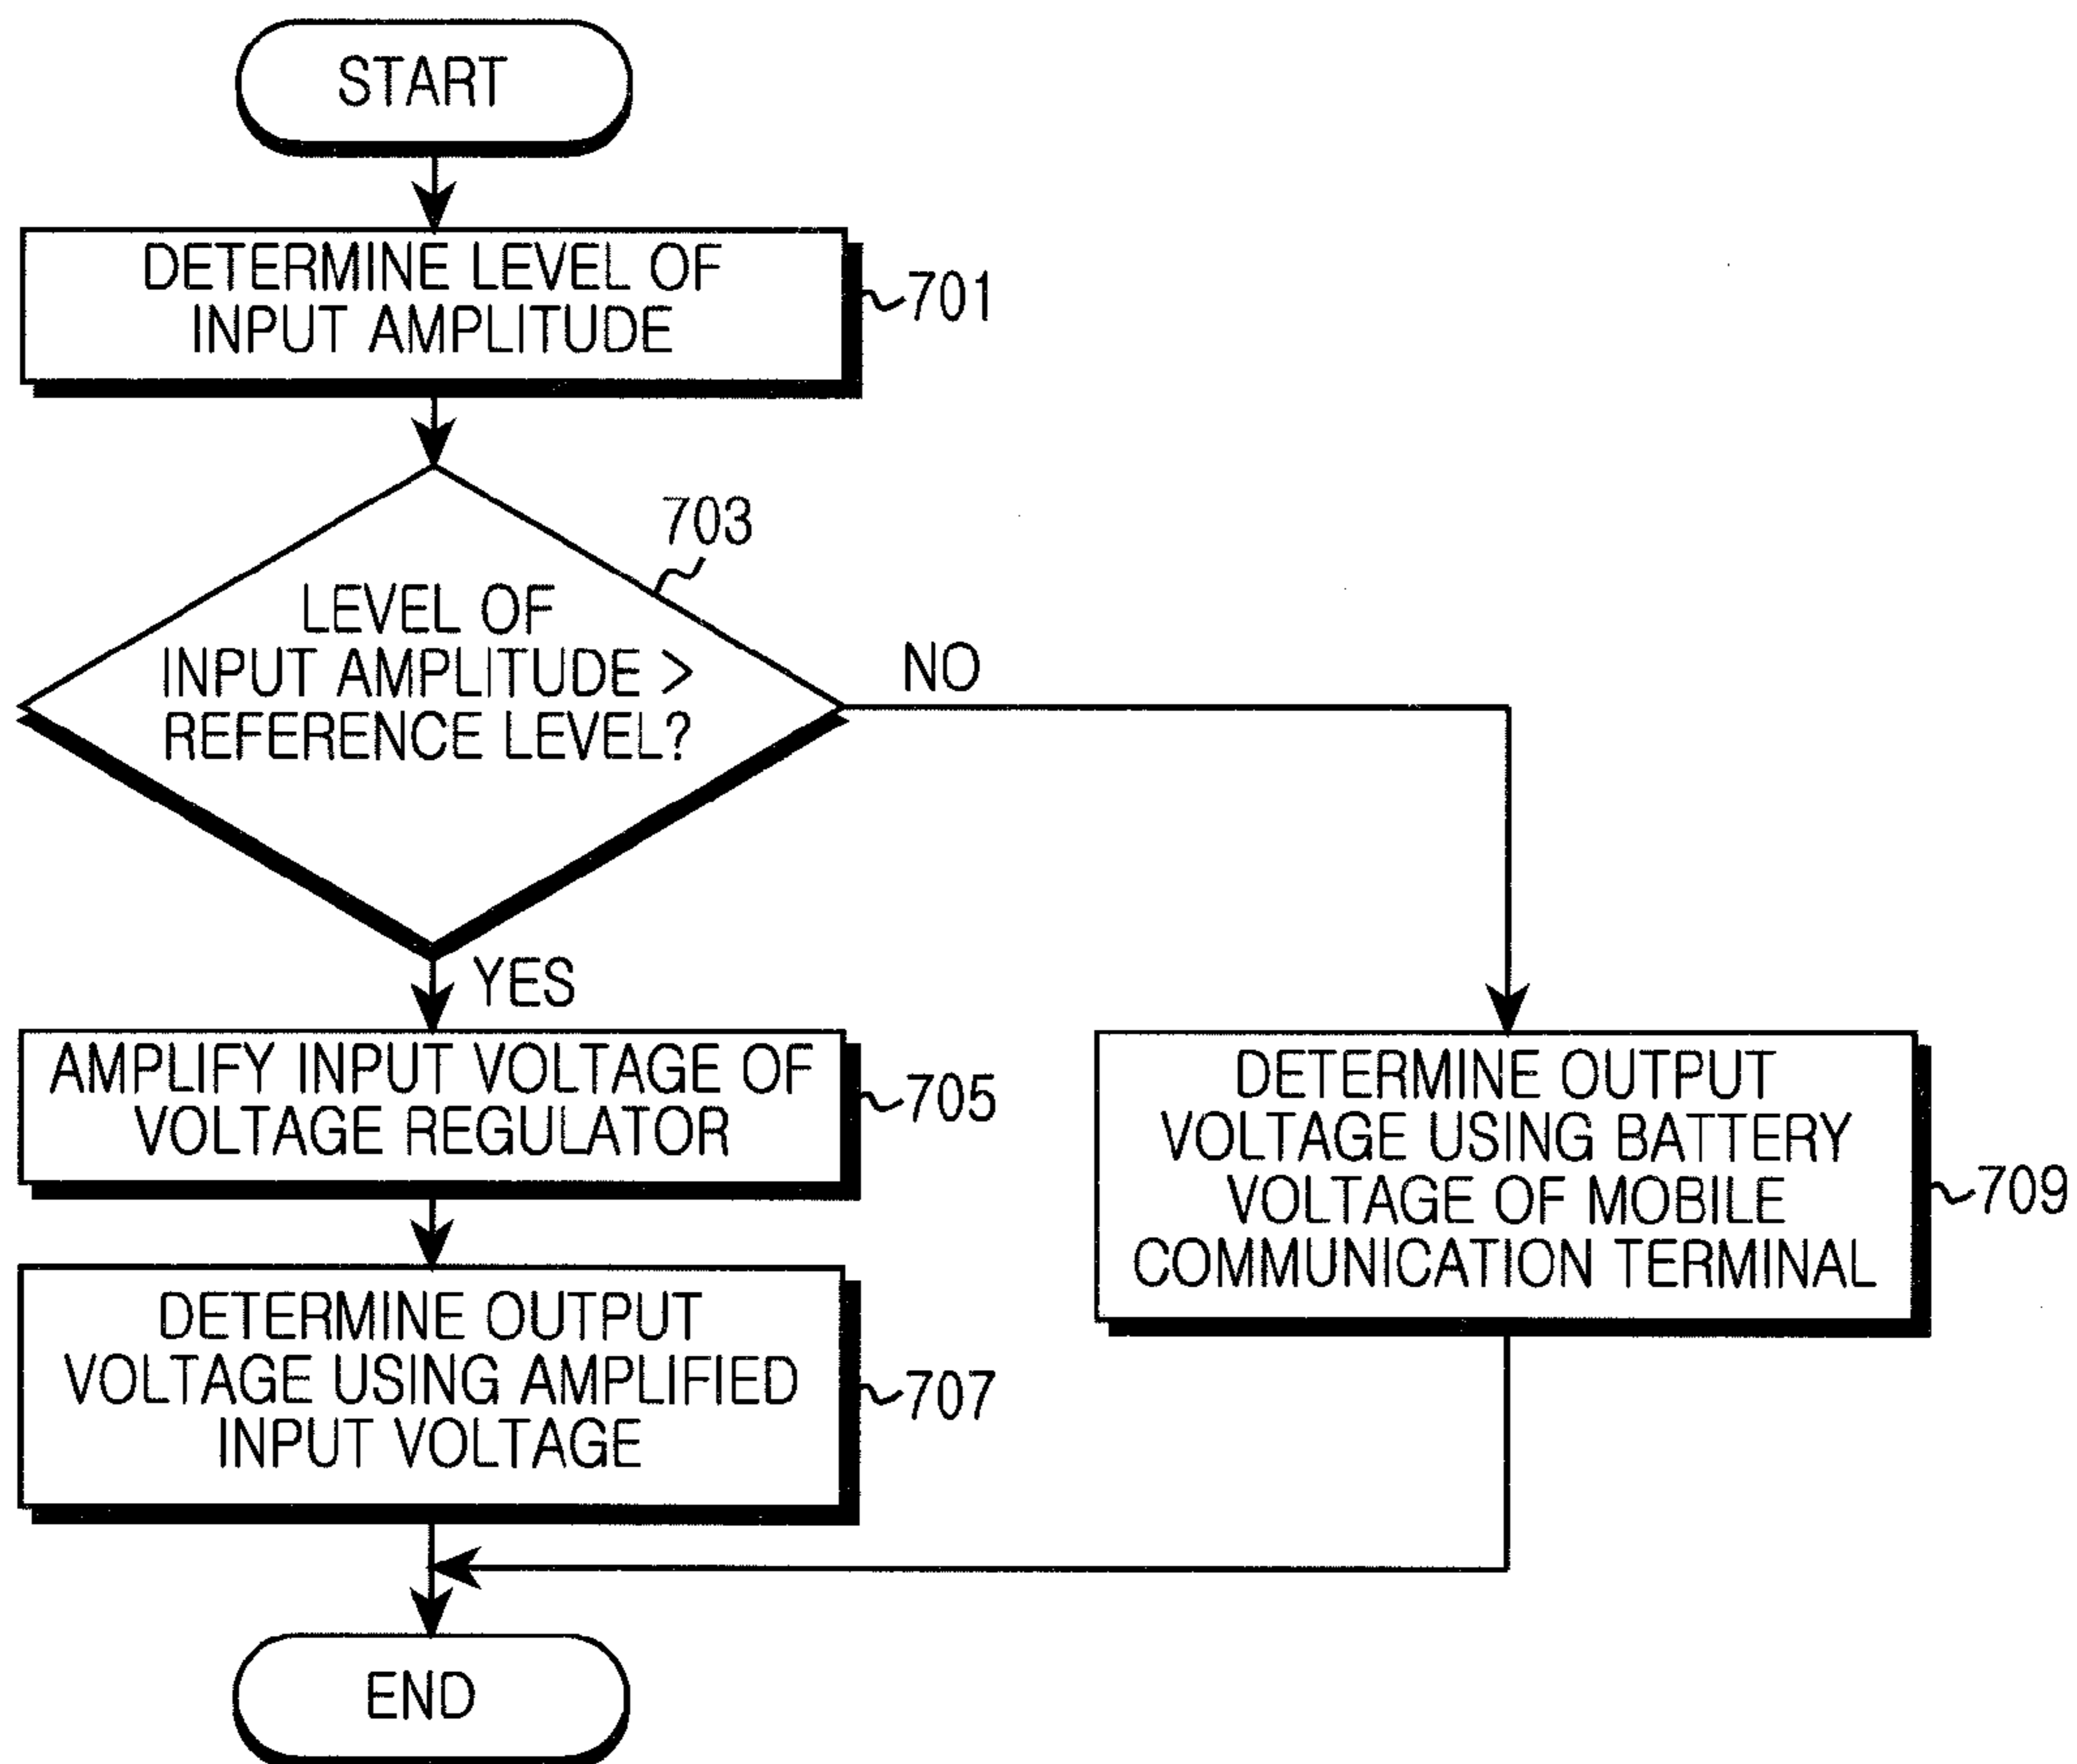 START
DETERMINE LEVEL OF
INPUT AMPLITUDE
701
703
LEVEL OF
INPUT AMPLITUDE >
REFERENCE LEVEL?
NO
YES
AMPLIFY INPUT VOLTAGE OF
VOLTAGE REGULATOR
705
DETERMINE OUTPUT
VOLTAGE USING BATTERY
VOLTAGE OF MOBILE
COMMUNICATION TERMINAL
709
DETERMINE OUTPUT
VOLTAGE USING AMPLIFIED
INPUT VOLTAGE
707
END